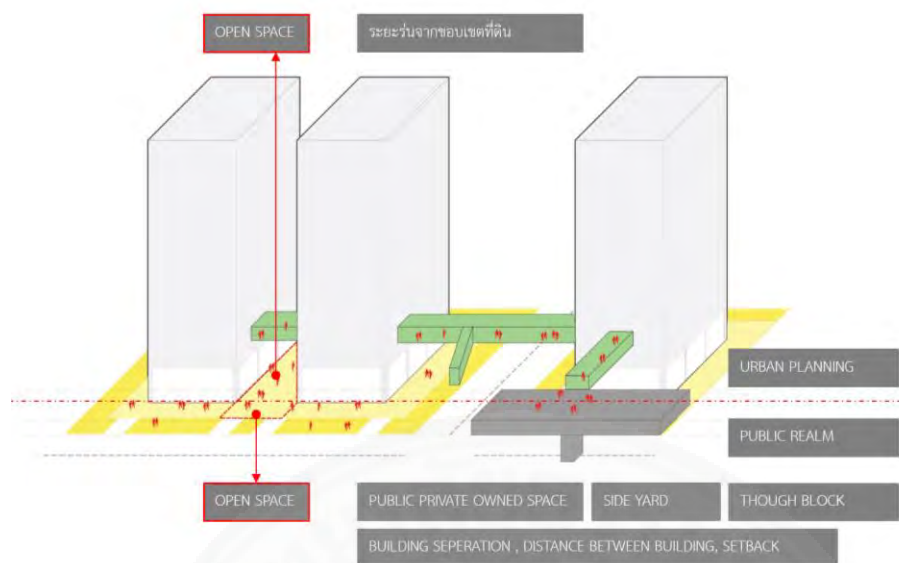 OPEN SPACE
ระยะร่นจากขอบเขตที่ดิน
URBAN PLANNING
PUBLIC REALM
OPEN SPACE
PUBLIC PRIVATE OWNED SPACE
SIDE YARD
THOUGH BLOCK
BUILDING SEPERATION , DISTANCE BETWEEN BUILDING, SETBACK